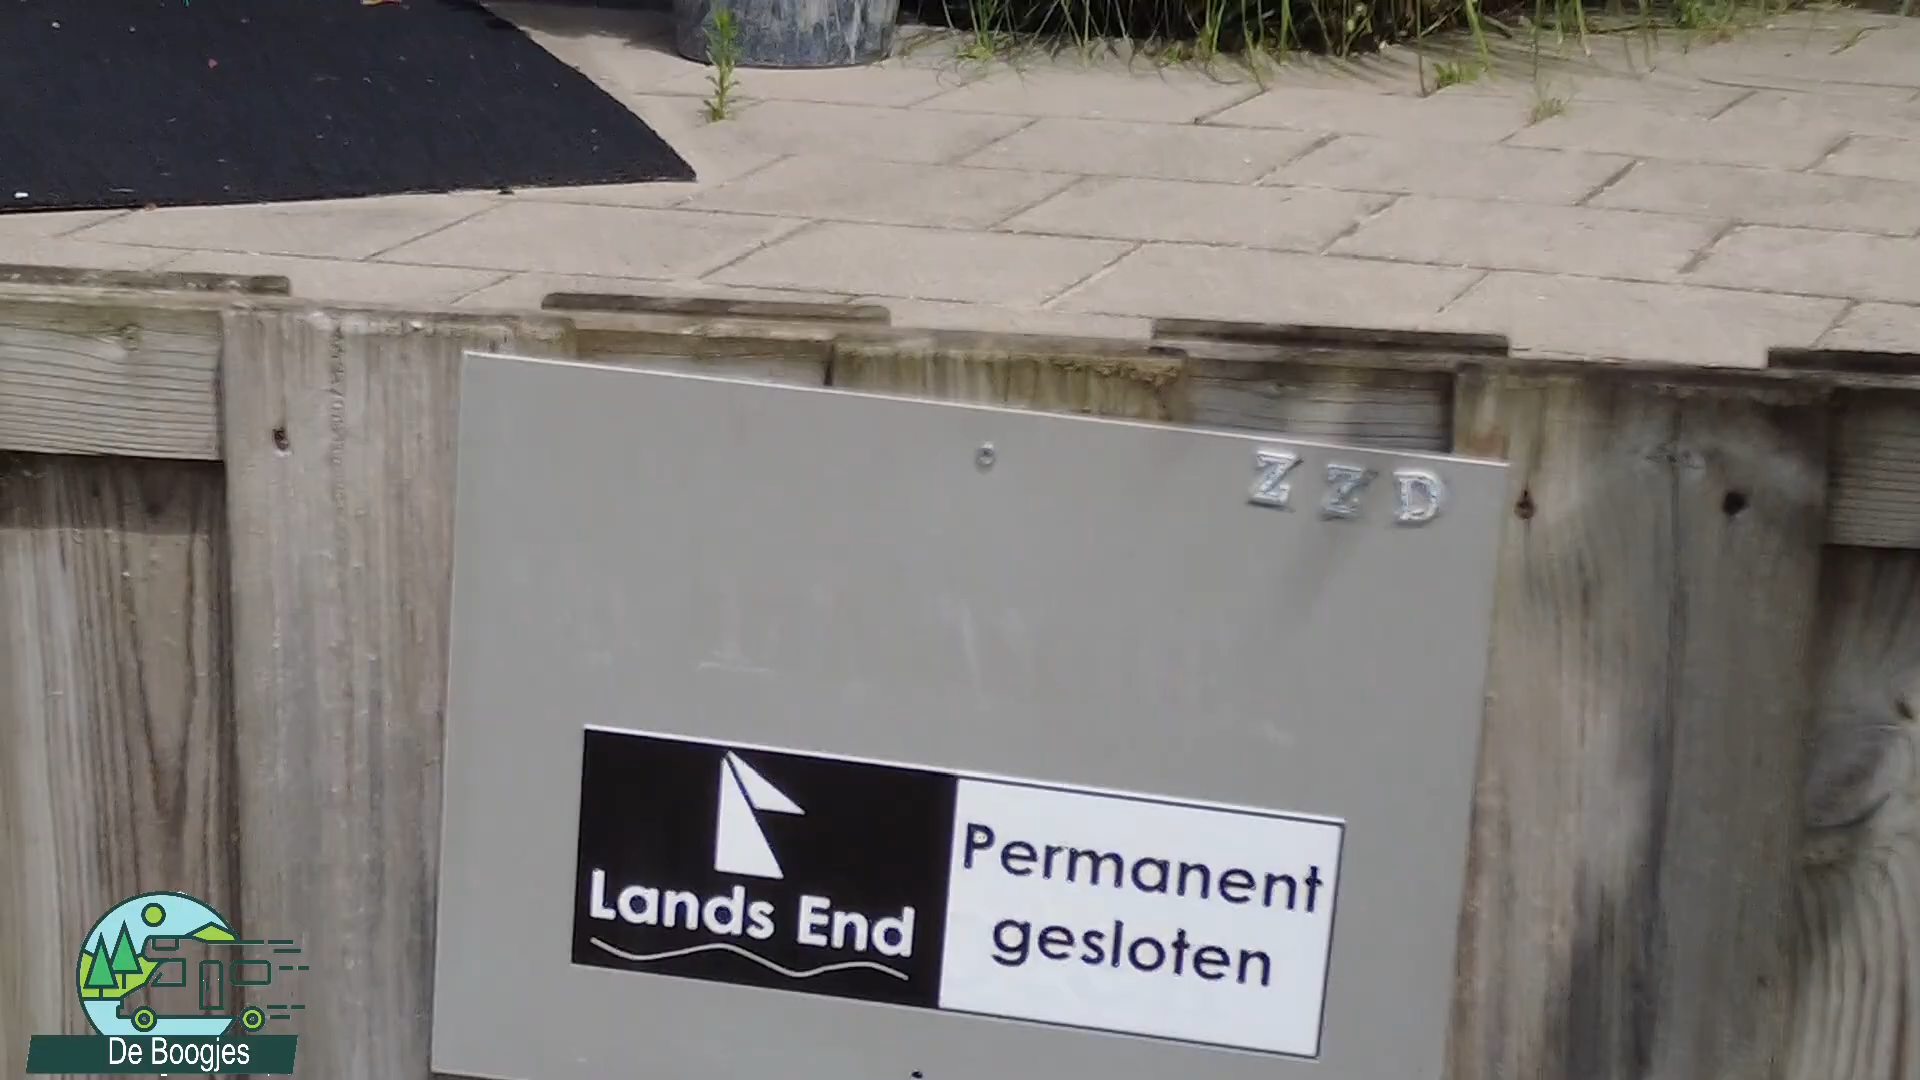 ZZD
Lands End
Permanent
gesloten
De Boogjes